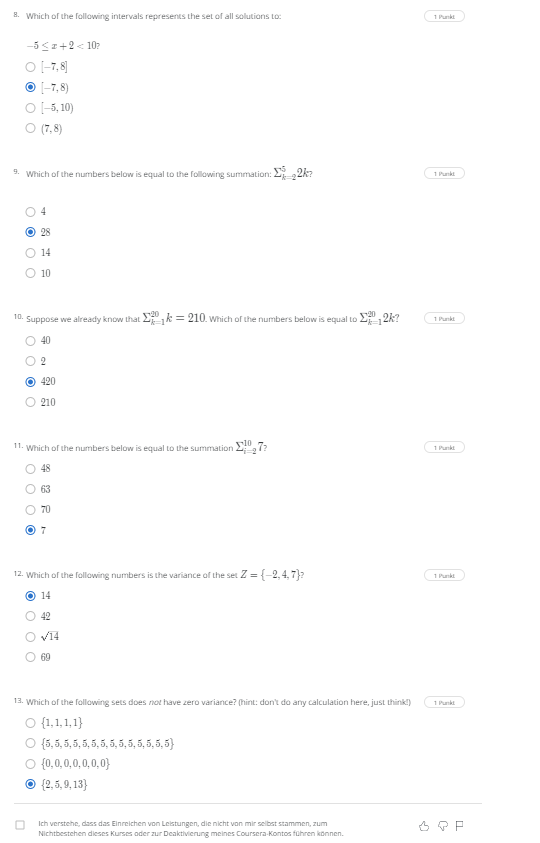 8. Which of the following intervals represents the set of all solutions to: 1 Punkt
−5 ≤ x + 2 < 10?
[−7, 8]
[−7, 8)
[−5, 10)
(7, 8)
9. Which of the numbers below is equal to the following summation: Σ_{k=2}^{5} 2k? 1 Punkt
4
28
14
10
10. Suppose we already know that Σ_{k=1}^{20} k = 210. Which of the numbers below is equal to Σ_{k=1}^{20} 2k? 1 Punkt
40
2
420
210
11. Which of the numbers below is equal to the summation Σ_{i=2}^{10} 7? 1 Punkt
48
63
70
7
12. Which of the following numbers is the variance of the set Z = {−2, 4, 7}? 1 Punkt
14
42
√14
69
13. Which of the following sets does not have zero variance? (hint: don't do any calculation here, just think!) 1 Punkt
{1, 1, 1, 1}
{5, 5, 5, 5, 5, 5, 5, 5, 5, 5, 5, 5, 5, 5}
{0, 0, 0, 0, 0, 0, 0}
{2, 5, 9, 13}
Ich verstehe, dass das Einreichen von Leistungen, die nicht von mir selbst stammen, zum
Nichtbestehen dieses Kurses oder zur Deaktivierung meines Coursera-Kontos führen können.